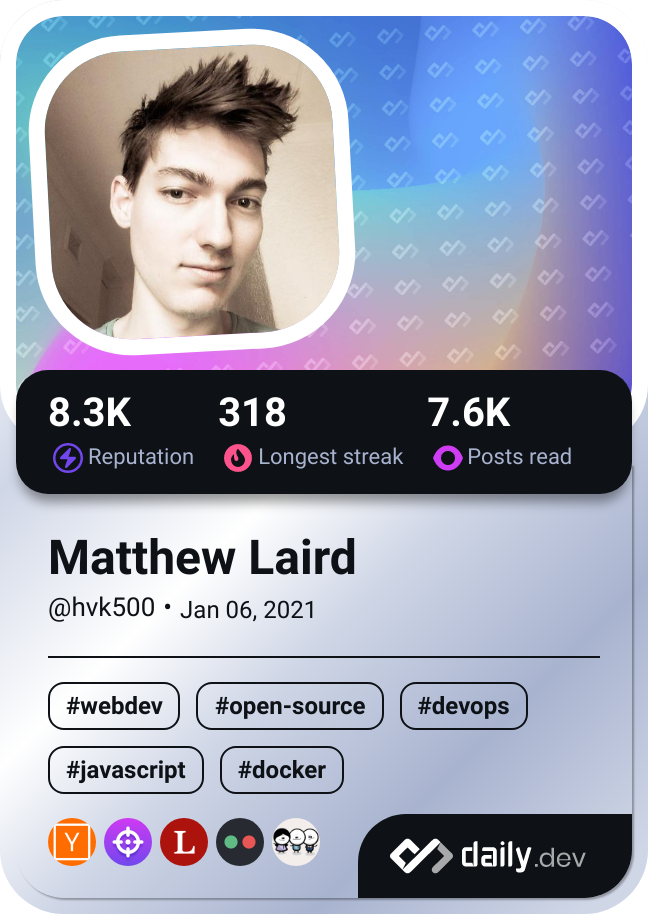 8.3K 318 7.6K
Reputation Longest streak Posts read
Matthew Laird
@hvk500 • Jan 06, 2021
#webdev #open-source #devops
#javascript #docker
Y L
daily.dev